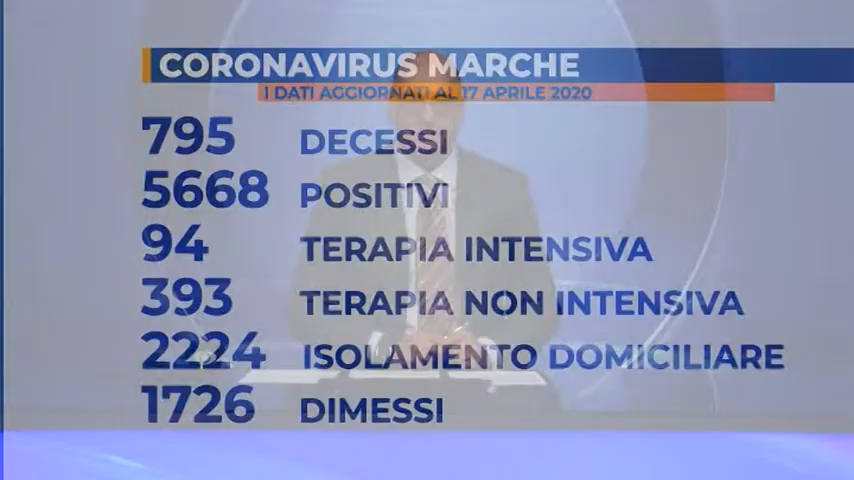 CORONAVIRUS MARCHE
I DATI AGGIORNATI AL 17 APRILE 2020
795 DECESSI
5668 POSITIVI
94 TERAPIA INTENSIVA
393 TERAPIA NON INTENSIVA
2224 ISOLAMENTO DOMICILIARE
1726 DIMESSI